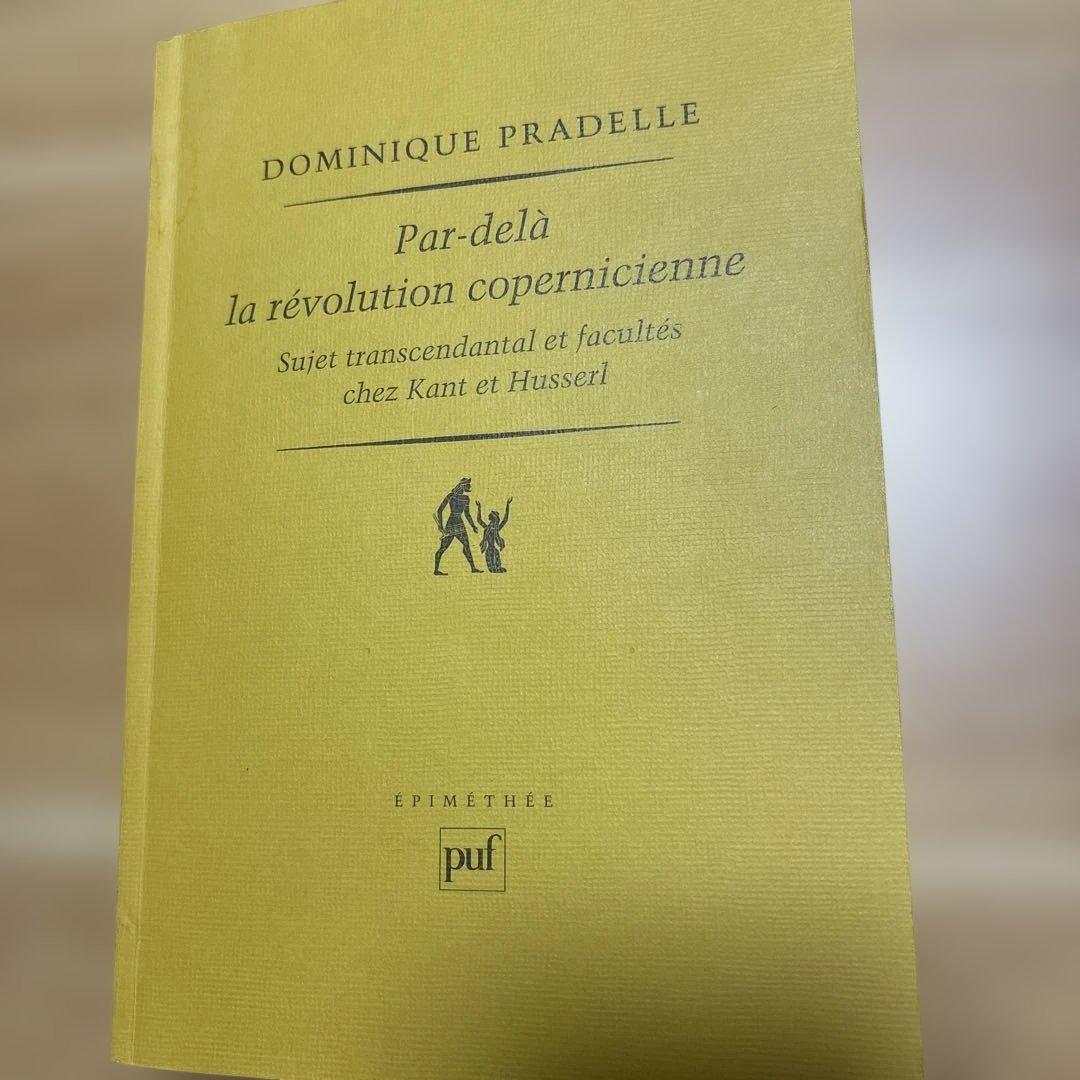 DOMINIQUE PRADELLE
Par-delà
la révolution copernicienne
Sujet transcendantal et facultés
chez Kant et Husserl
ÉPIMÉTHÉE
puf